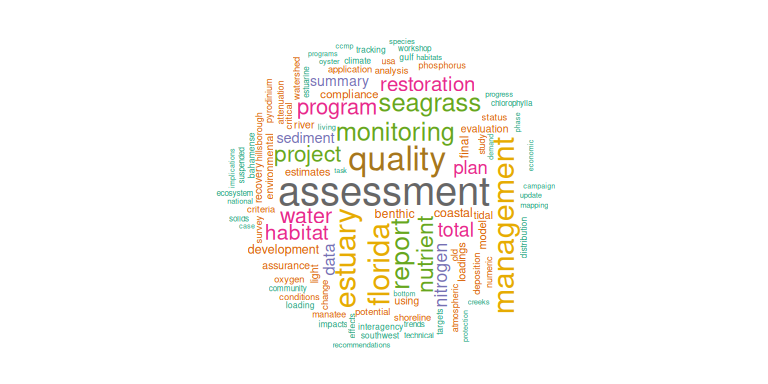 species
ccmp
tracking
workshop
programs
oyster
climate
usa
gulf
habitats
watershed
estuarine
application
analysis
phosphorus
summary
restoration
pyrodinium
attenuation
critical
compliance
program
seagrass
progress
chlorophylla
river
living
monitoring
status
phase
hillsborough
bahamense
suspended
implications
sediment
evaluation
environmental
recovery
project
quality
final
study
demand
economic
estimates
task
plan
management
ecosystem
national
assessment
campaign
update
mapping
criteria
solids
case
survey
water
benthic
coastal
tidal
habitat
estuary
florida
report
nutrient
total
model
distribution
development
data
nitrogen
old
loadings
assurance
light
deposition
numeric
oxygen
community
change
conditions
loading
bottom
using
creeks
manatee
potential
shoreline
atmospheric
targets
protection
impacts
effects
interagency
trends
southwest
technical
recommendations